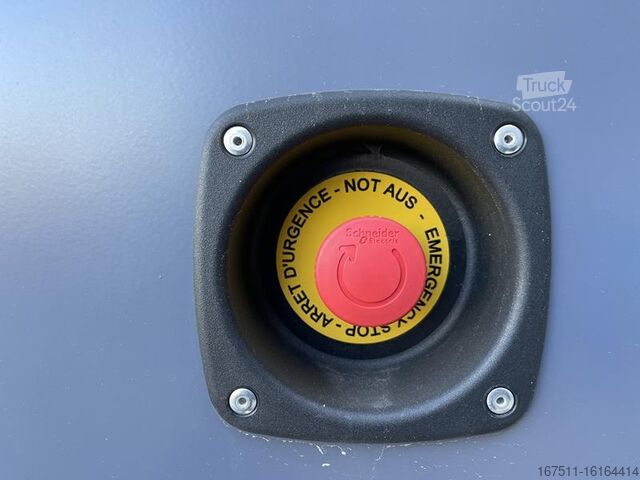 Truck
Scout24
NOT AUS - EMERGENCY STOP - ARRET D'URGENCE -
Schneider
Electric
167511-16164414